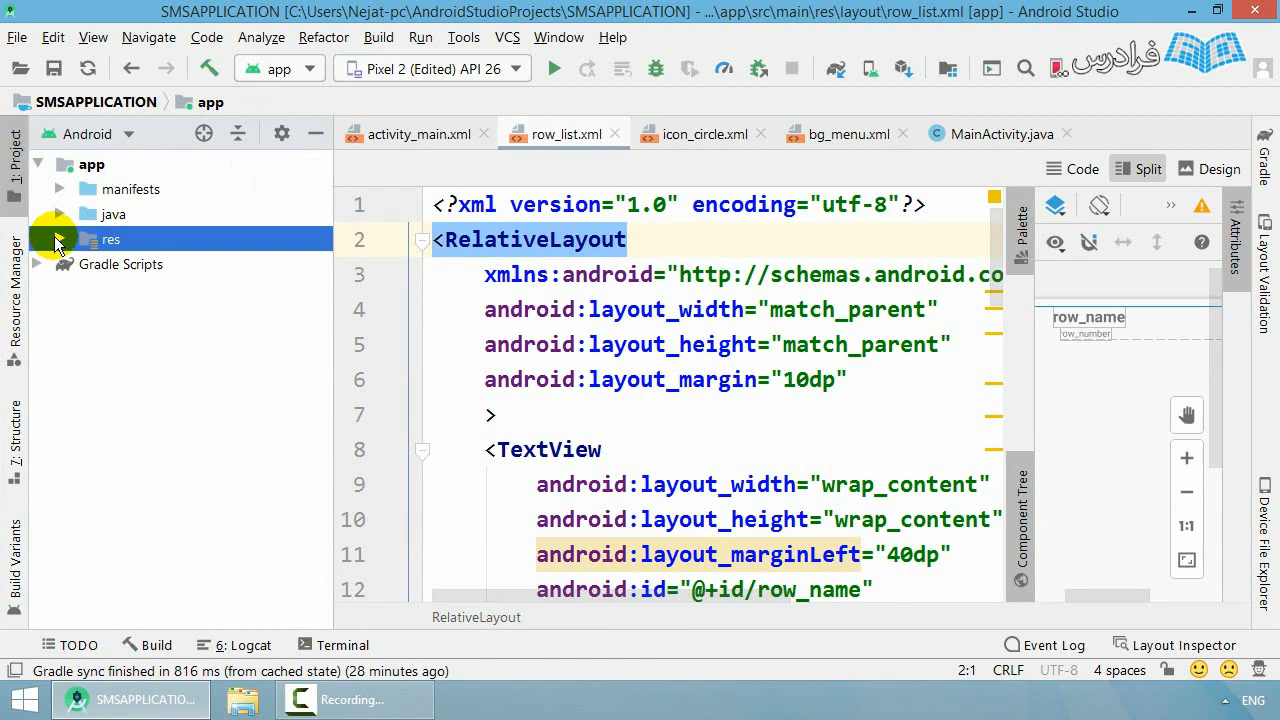 SMSAPPLICATION [C:\Users\Nejat-pc\AndroidStudioProjects\SMSAPPLICATION] - ...\app\src\main\res\layout\row_list.xml [app] - Android Studio
File Edit View Navigate Code Analyze Refactor Build Run Tools VCS Window Help
app Pixel 2 (Edited) API 26
فرادرس
SMSAPPLICATION app
Android
activity_main.xml row_list.xml icon_circle.xml bg_menu.xml MainActivity.java
Code Split Design
1: Project
Resource Manager
Z: Structure
Build Variants
app
manifests
java
res
Gradle Scripts
1 <?xml version="1.0" encoding="utf-8"?>
2 <RelativeLayout
3 xmlns:android="http://schemas.android.co
4 android:layout_width="match_parent"
5 android:layout_height="match_parent"
6 android:layout_margin="10dp"
7 >
8 <TextView
9 android:layout_width="wrap_content"
10 android:layout_height="wrap_content"
11 android:layout_marginLeft="40dp"
12 android:id="@+id/row_name"
RelativeLayout
Palette
Component Tree
row_name
row_number
1:1
Attributes
Gradle
Layout Validation
Device File Explorer
TODO Build 6: Logcat Terminal Event Log Layout Inspector
Gradle sync finished in 816 ms (from cached state) (28 minutes ago) 2:1 CRLF UTF-8 4 spaces
SMSAPPLICATIO... Recording... ENG